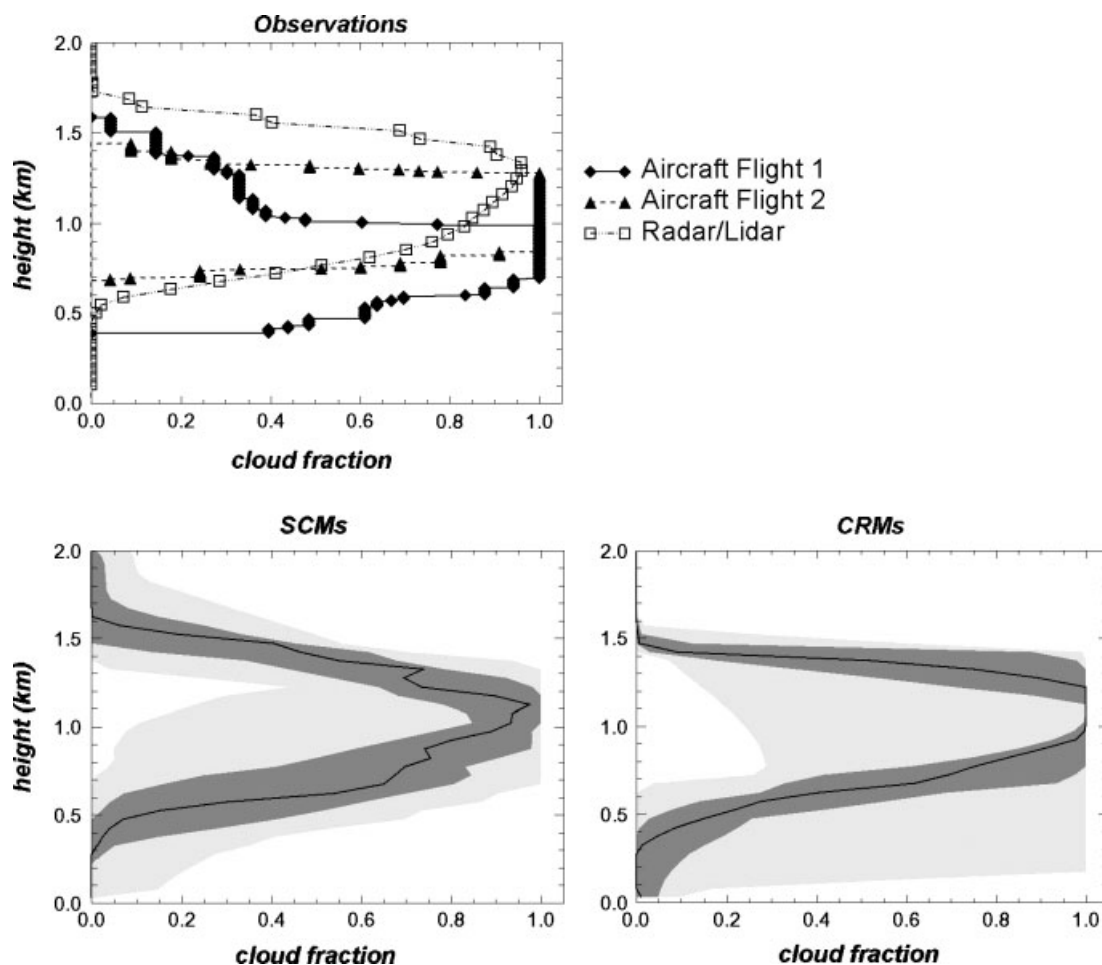 Observations
2.0
1.5
1.0
0.5
0.0
height (km)
0.0 0.2 0.4 0.6 0.8 1.0
cloud fraction
Aircraft Flight 1
Aircraft Flight 2
Radar/Lidar
SCMs
2.0
1.5
1.0
0.5
0.0
height (km)
0.0 0.2 0.4 0.6 0.8 1.0
cloud fraction
CRMs
2.0
1.5
1.0
0.5
0.0
0.0 0.2 0.4 0.6 0.8 1.0
cloud fraction